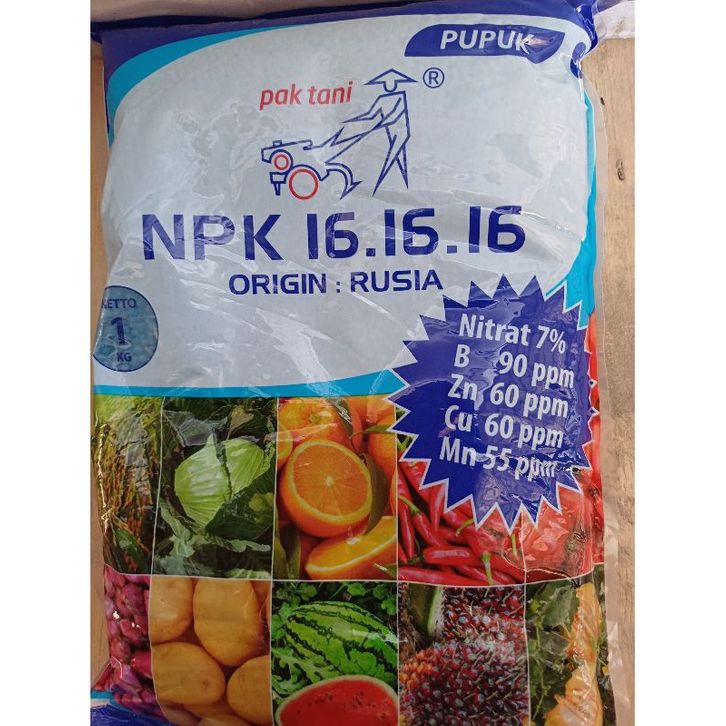 PUPUK
pak tani ®
NPK 16.16.16
ORIGIN : RUSIA
NETTO
1
KG
Nitrat 7%
B 90 ppm
Zn 60 ppm
Cu 60 ppm
Mn 55 ppm